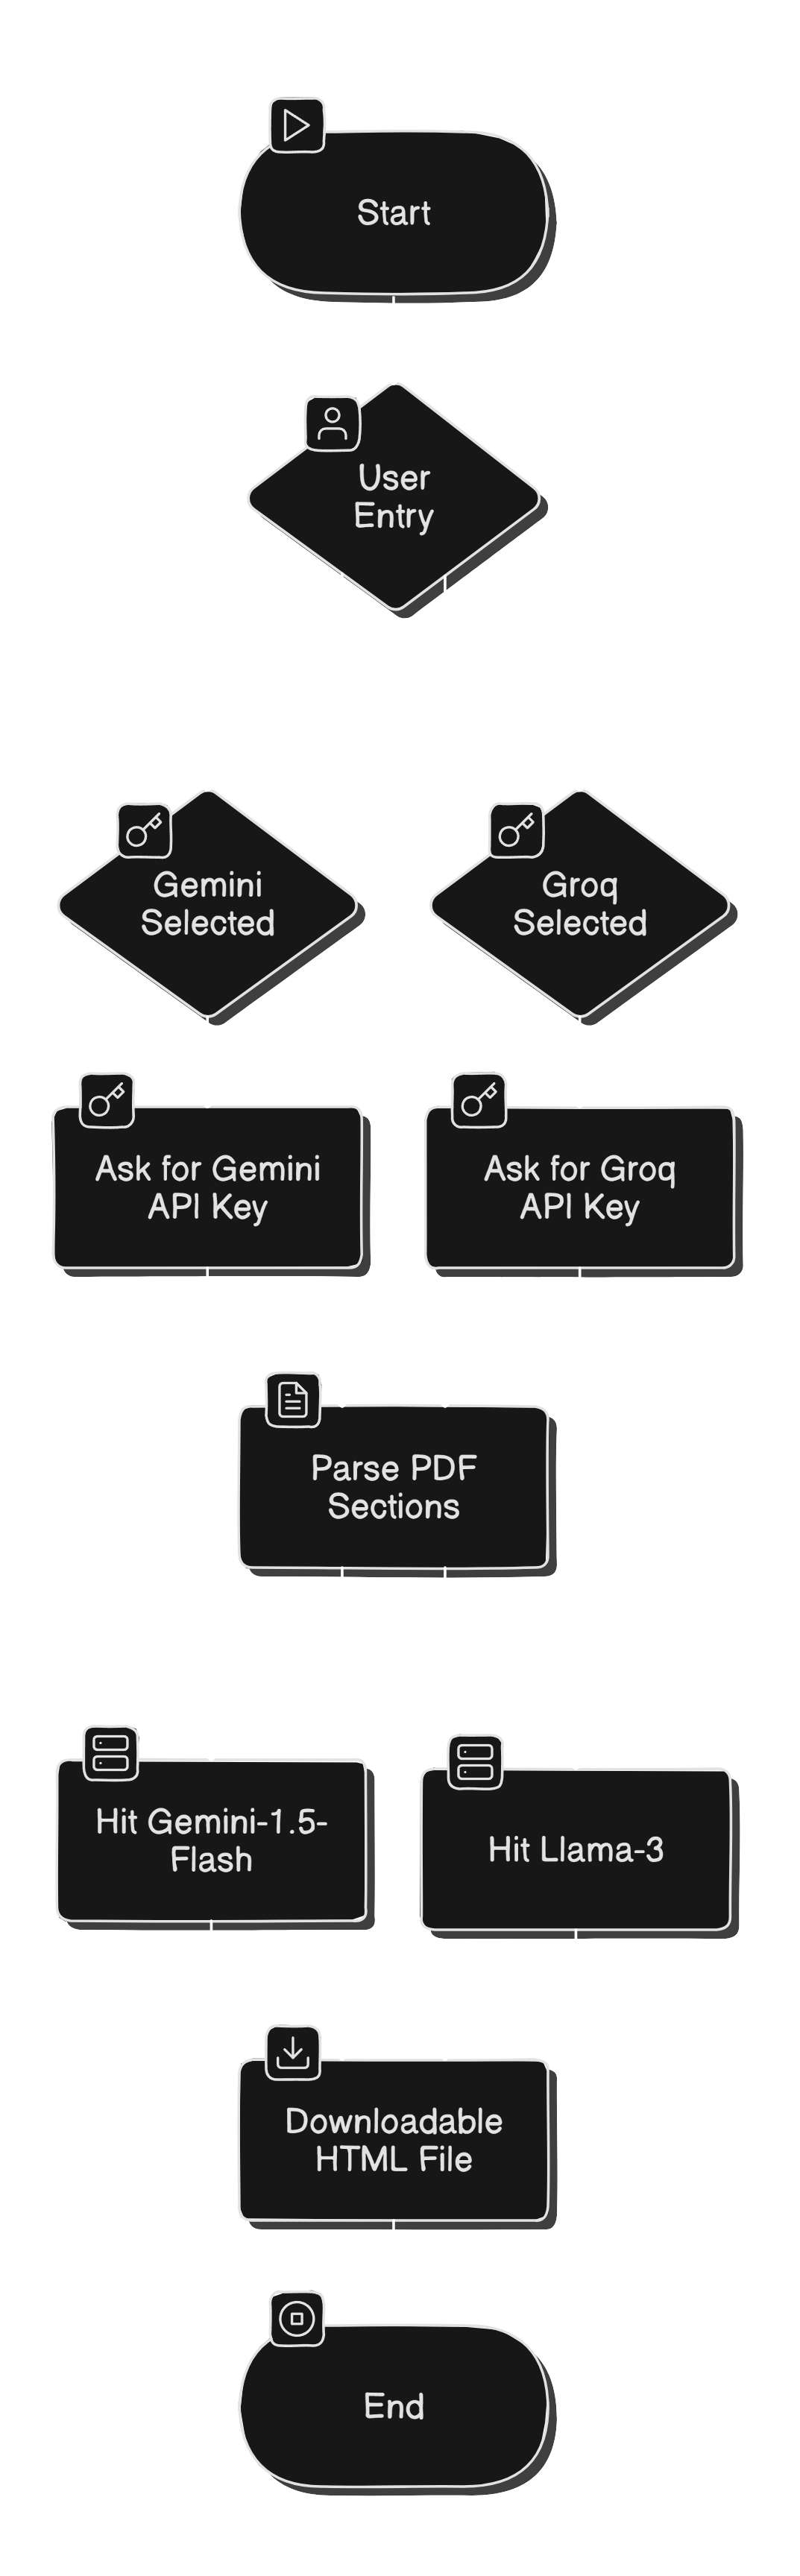 Start
User
Entry
Gemini
Selected
Groq
Selected
Ask for Gemini
API Key
Ask for Groq
API Key
Parse PDF
Sections
Hit Gemini-1.5-
Flash
Hit Llama-3
Downloadable
HTML File
End